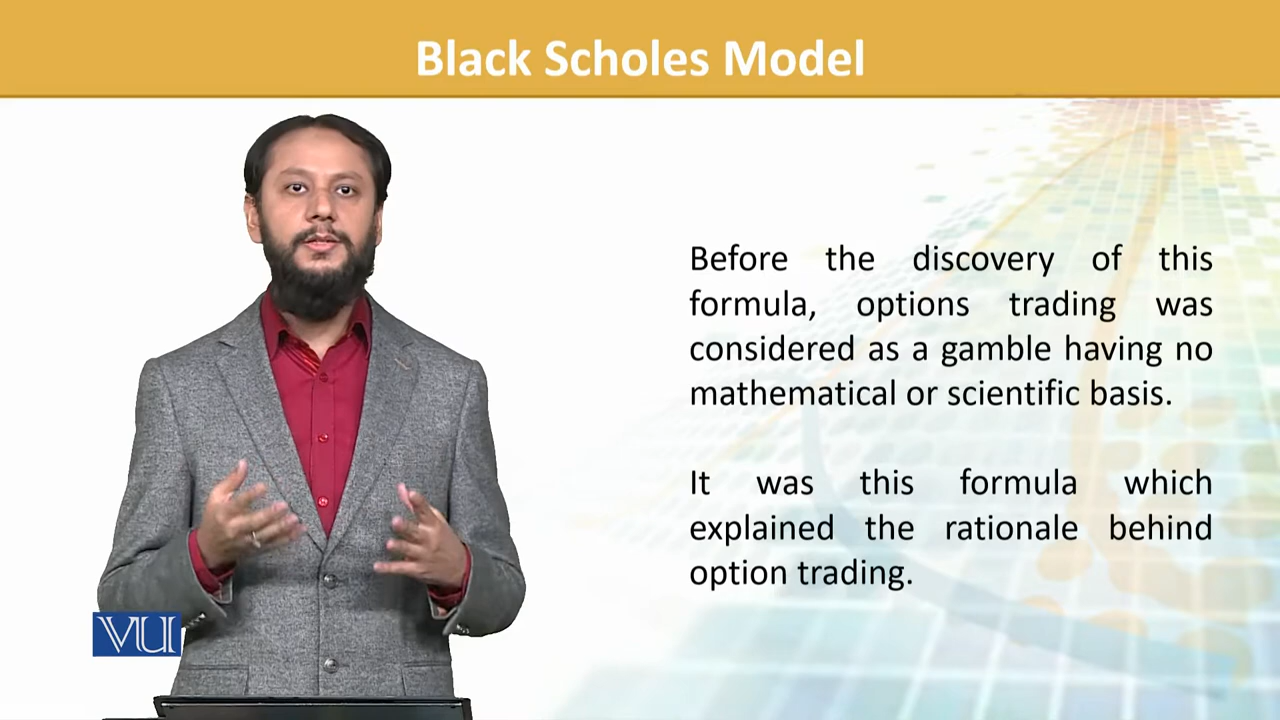 Black Scholes Model
Before the discovery of this
formula, options trading was
considered as a gamble having no
mathematical or scientific basis.
It was this formula which
explained the rationale behind
option trading.
VU